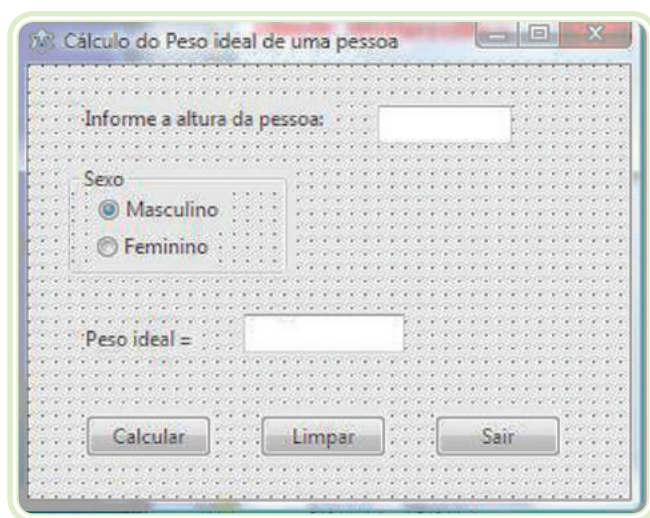 Cálculo do Peso ideal de uma pessoa
Informe a altura da pessoa:
Sexo
Masculino
Feminino
Peso ideal =
Calcular Limpar Sair